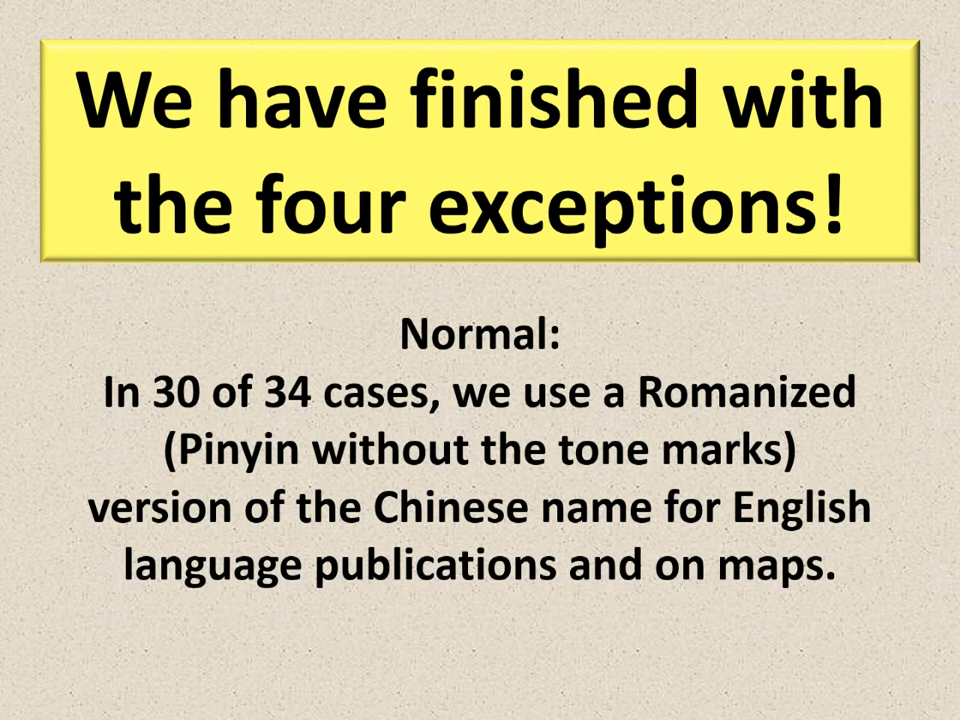 We have finished with
the four exceptions!
Normal:
In 30 of 34 cases, we use a Romanized
(Pinyin without the tone marks)
version of the Chinese name for English
language publications and on maps.